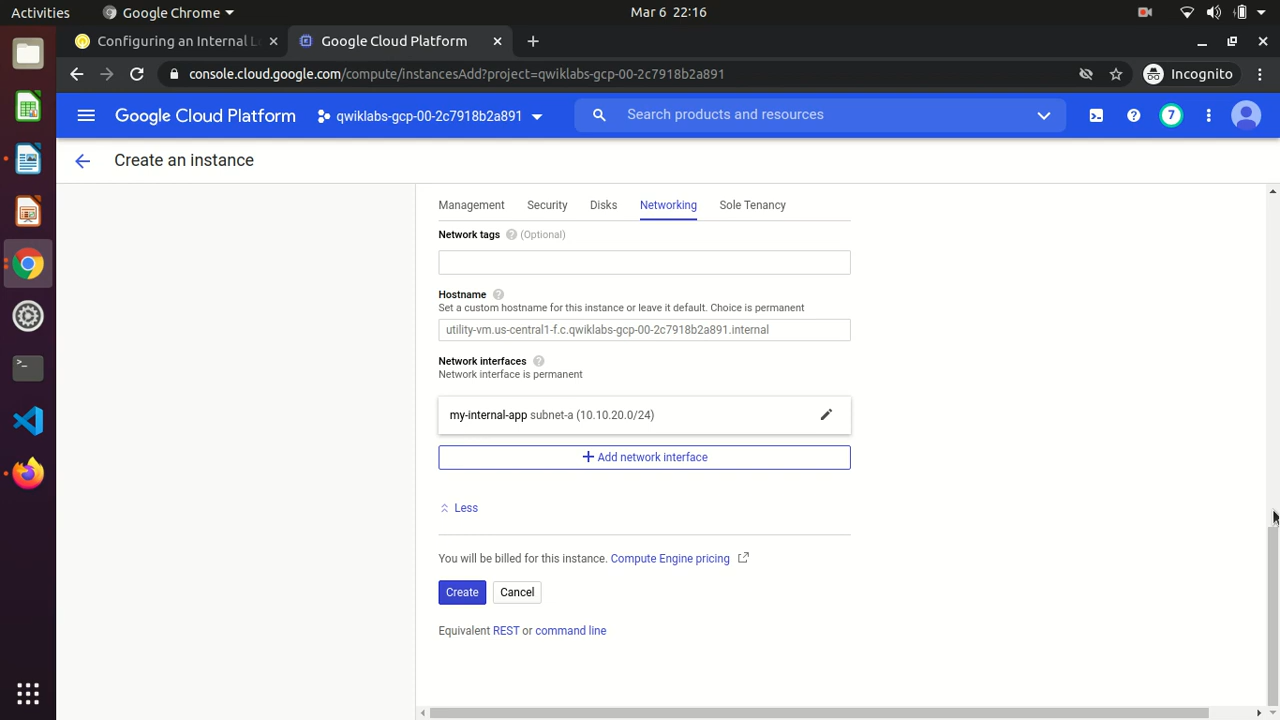 Activities
Google Chrome
Mar 6 22:16
Configuring an Internal L
Google Cloud Platform
console.cloud.google.com/compute/instancesAdd?project=qwiklabs-gcp-00-2c7918b2a891
Incognito
Google Cloud Platform
qwiklabs-gcp-00-2c7918b2a891
Search products and resources
7
Create an instance
Management Security Disks Networking Sole Tenancy
Network tags ? (Optional)
Hostname ?
Set a custom hostname for this instance or leave it default. Choice is permanent
utility-vm.us-central1-f.c.qwiklabs-gcp-00-2c7918b2a891.internal
Network interfaces ?
Network interface is permanent
my-internal-app subnet-a (10.10.20.0/24)
Add network interface
Less
You will be billed for this instance. Compute Engine pricing
Create Cancel
Equivalent REST or command line